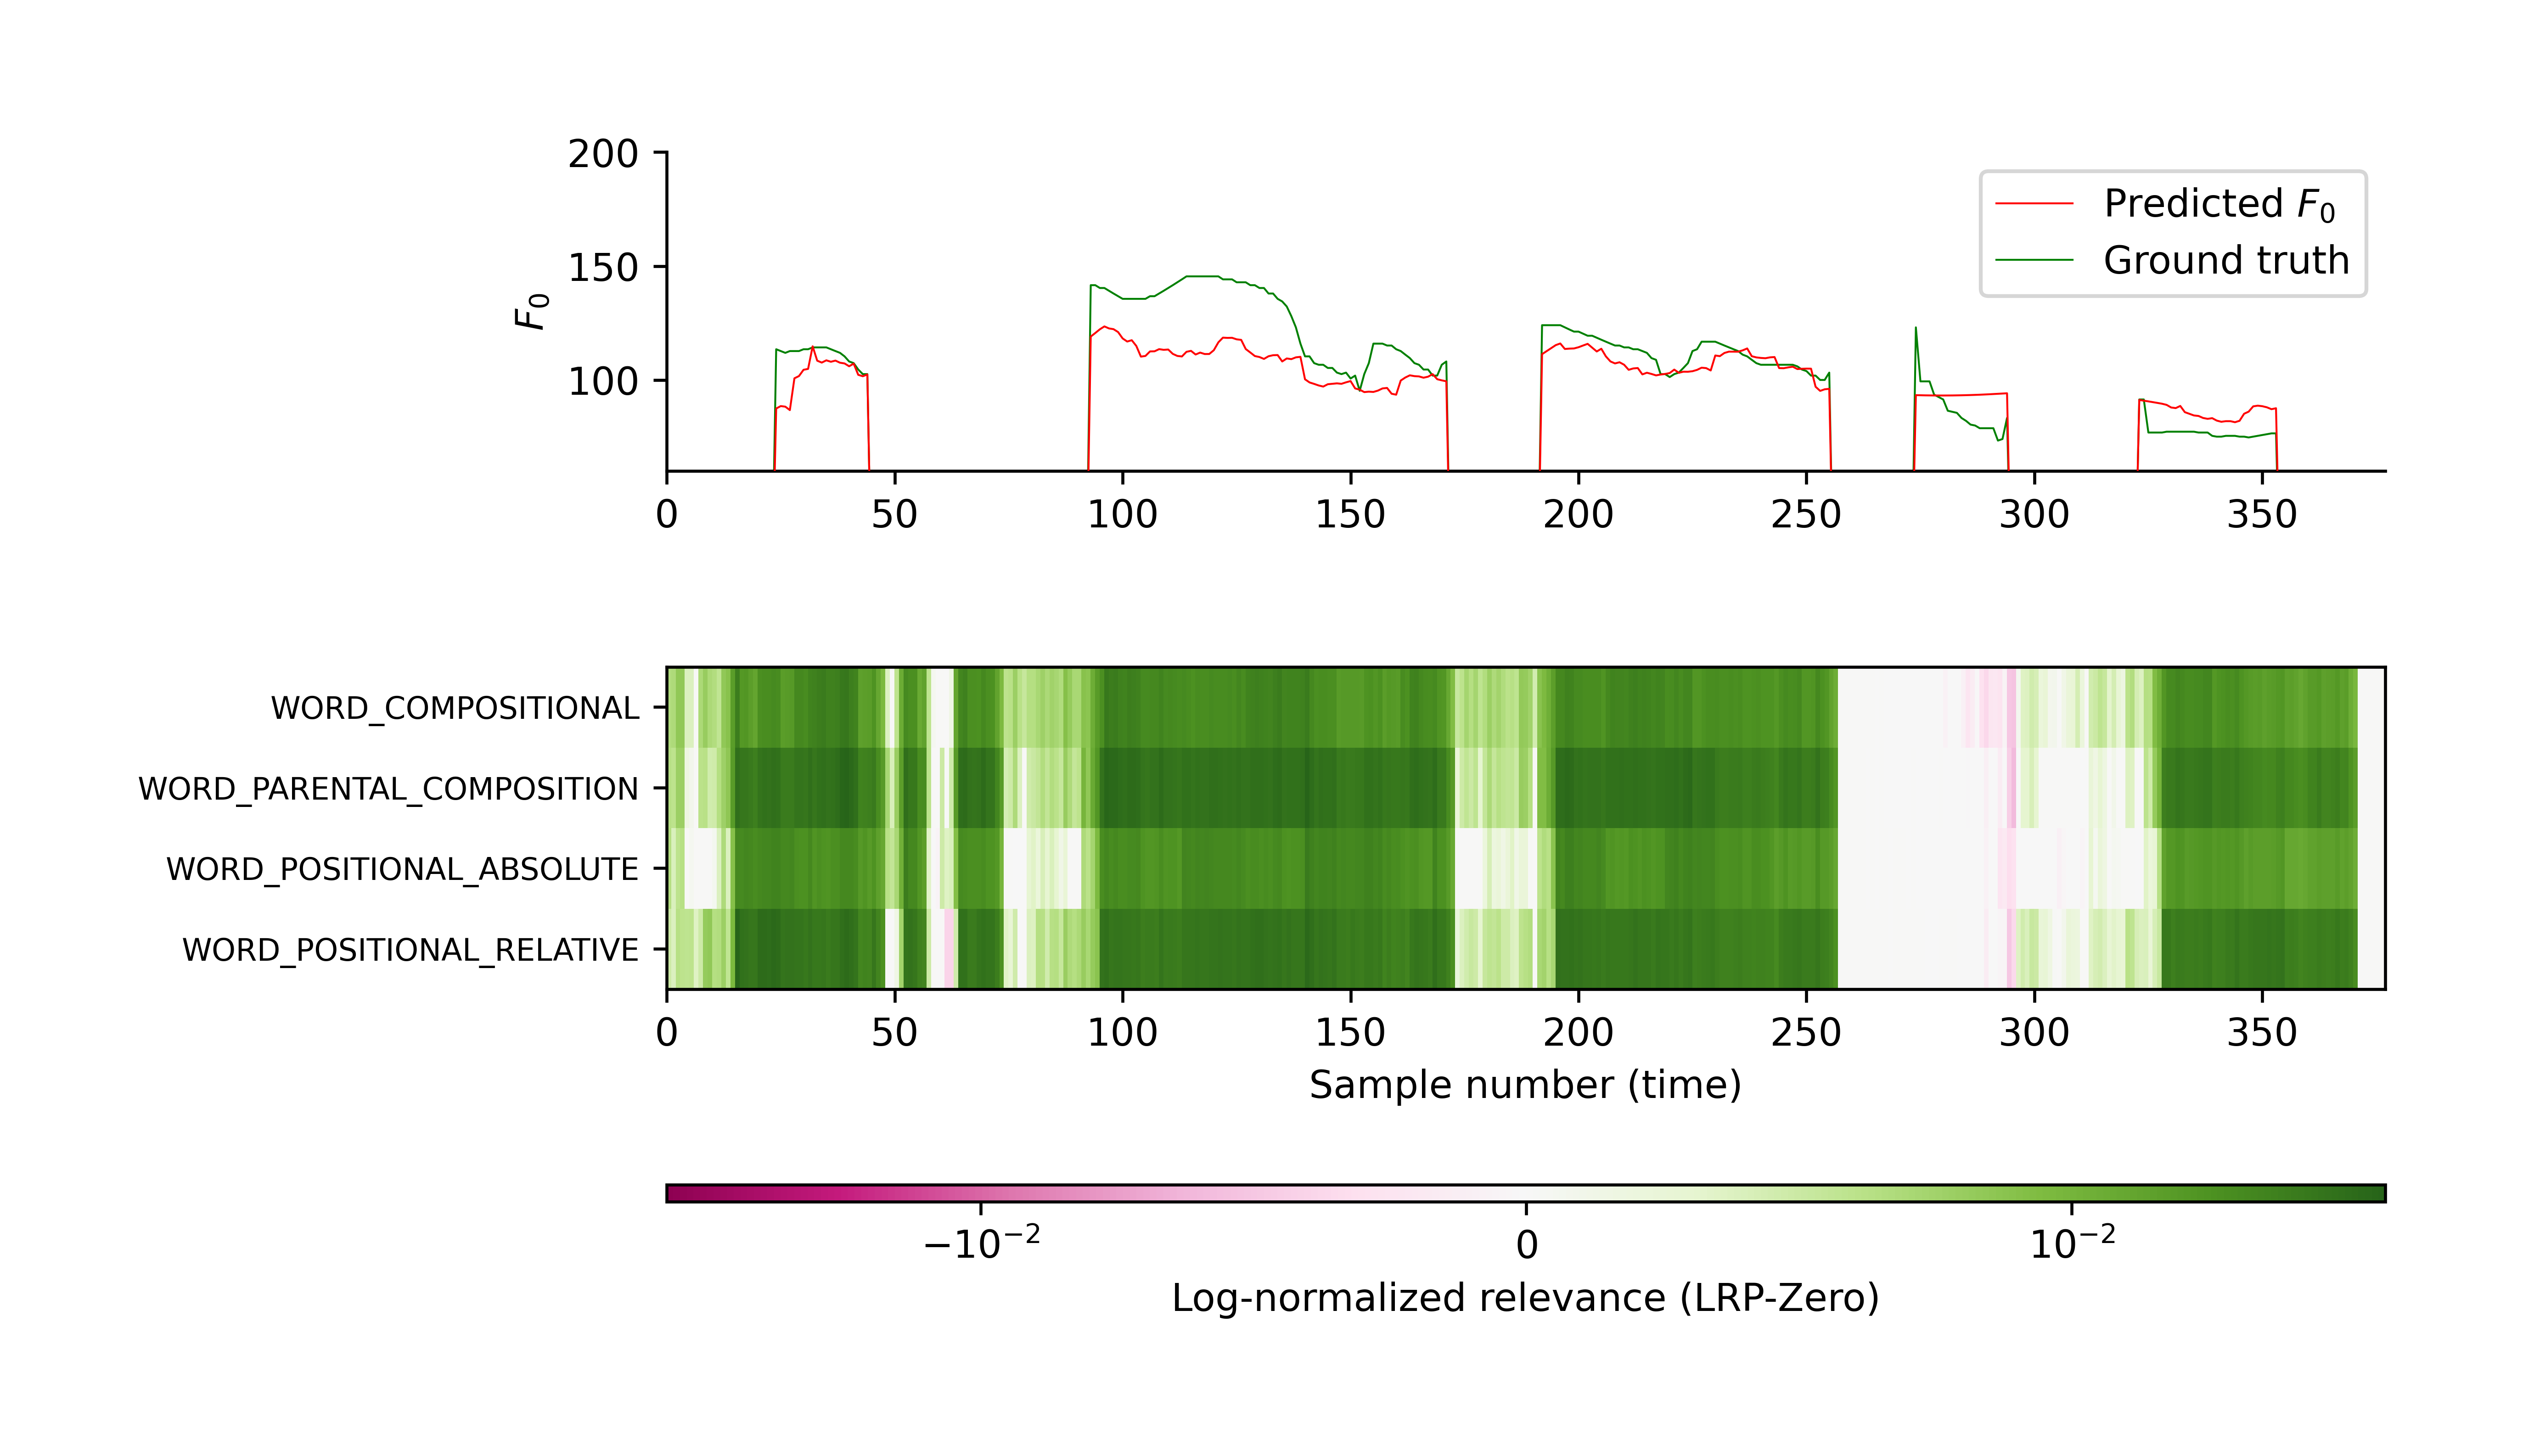 200
150
100
F₀
Predicted F₀
Ground truth
0 50 100 150 200 250 300 350
WORD_COMPOSITIONAL
WORD_PARENTAL_COMPOSITION
WORD_POSITIONAL_ABSOLUTE
WORD_POSITIONAL_RELATIVE
0 50 100 150 200 250 300 350
Sample number (time)
−10⁻² 0 10⁻²
Log-normalized relevance (LRP-Zero)